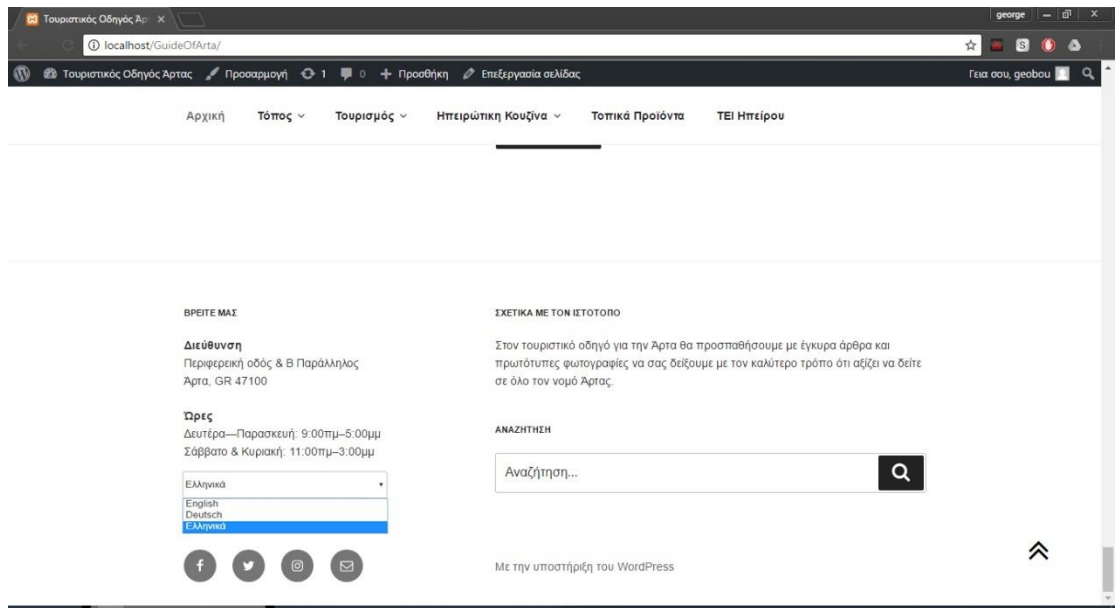 Τουριστικός Οδηγός Άρτ
george
localhost/GuideOfArta/
Τουριστικός Οδηγός Άρτας Προσαρμογή 1 0 Προσθήκη Επεξεργασία σελίδας Γεια σου, geobou
Αρχική Τόπος Τουρισμός Ηπειρώτικη Κουζίνα Τοπικά Προϊόντα ΤΕΙ Ηπείρου
ΒΡΕΙΤΕ ΜΑΣ
Διεύθυνση
Περιφερεική οδός & Β Παράλληλος
Άρτα, GR 47100
Ώρες
Δευτέρα—Παρασκευή: 9:00πμ–5:00μμ
Σάββατο & Κυριακή: 11:00πμ–3:00μμ
Ελληνικά
English
Deutsch
Ελληνικά
ΣΧΕΤΙΚΑ ΜΕ ΤΟΝ ΙΣΤΟΤΟΠΟ
Στον τουριστικό οδηγό για την Άρτα θα προσπαθήσουμε με έγκυρα άρθρα και
πρωτότυπες φωτογραφίες να σας δείξουμε με τον καλύτερο τρόπο ότι αξίζει να δείτε
σε όλο τον νομό Άρτας.
ΑΝΑΖΗΤΗΣΗ
Αναζήτηση...
Με την υποστήριξη του WordPress